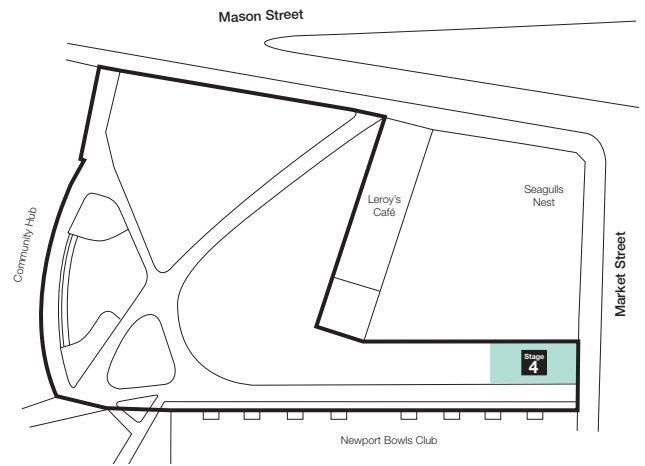 Mason Street
Leroy's
Café
Seagulls
Nest
Community Hub
Market Street
Stage
4
Newport Bowls Club